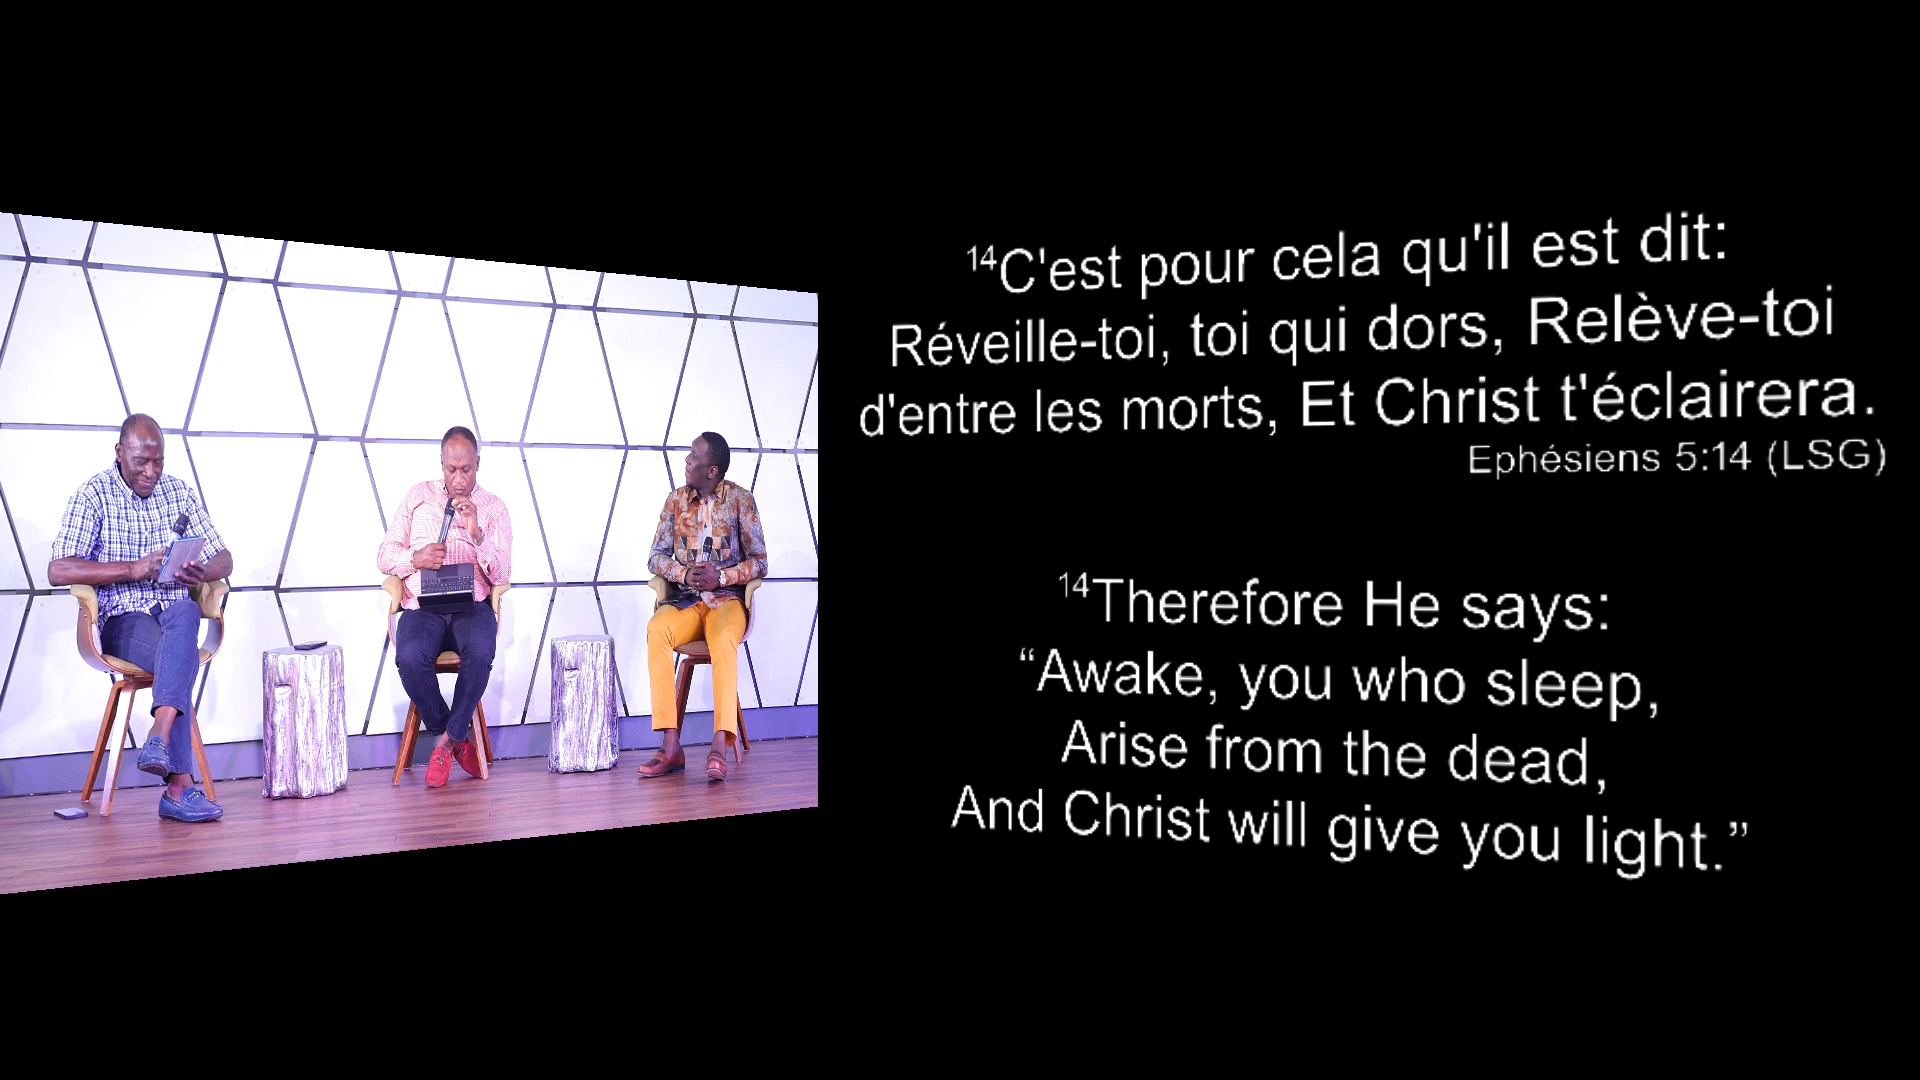 ¹⁴C'est pour cela qu'il est dit:
Réveille-toi, toi qui dors, Relève-toi
d'entre les morts, Et Christ t'éclairera.
Ephésiens 5:14 (LSG)
¹⁴Therefore He says:
“Awake, you who sleep,
Arise from the dead,
And Christ will give you light.”